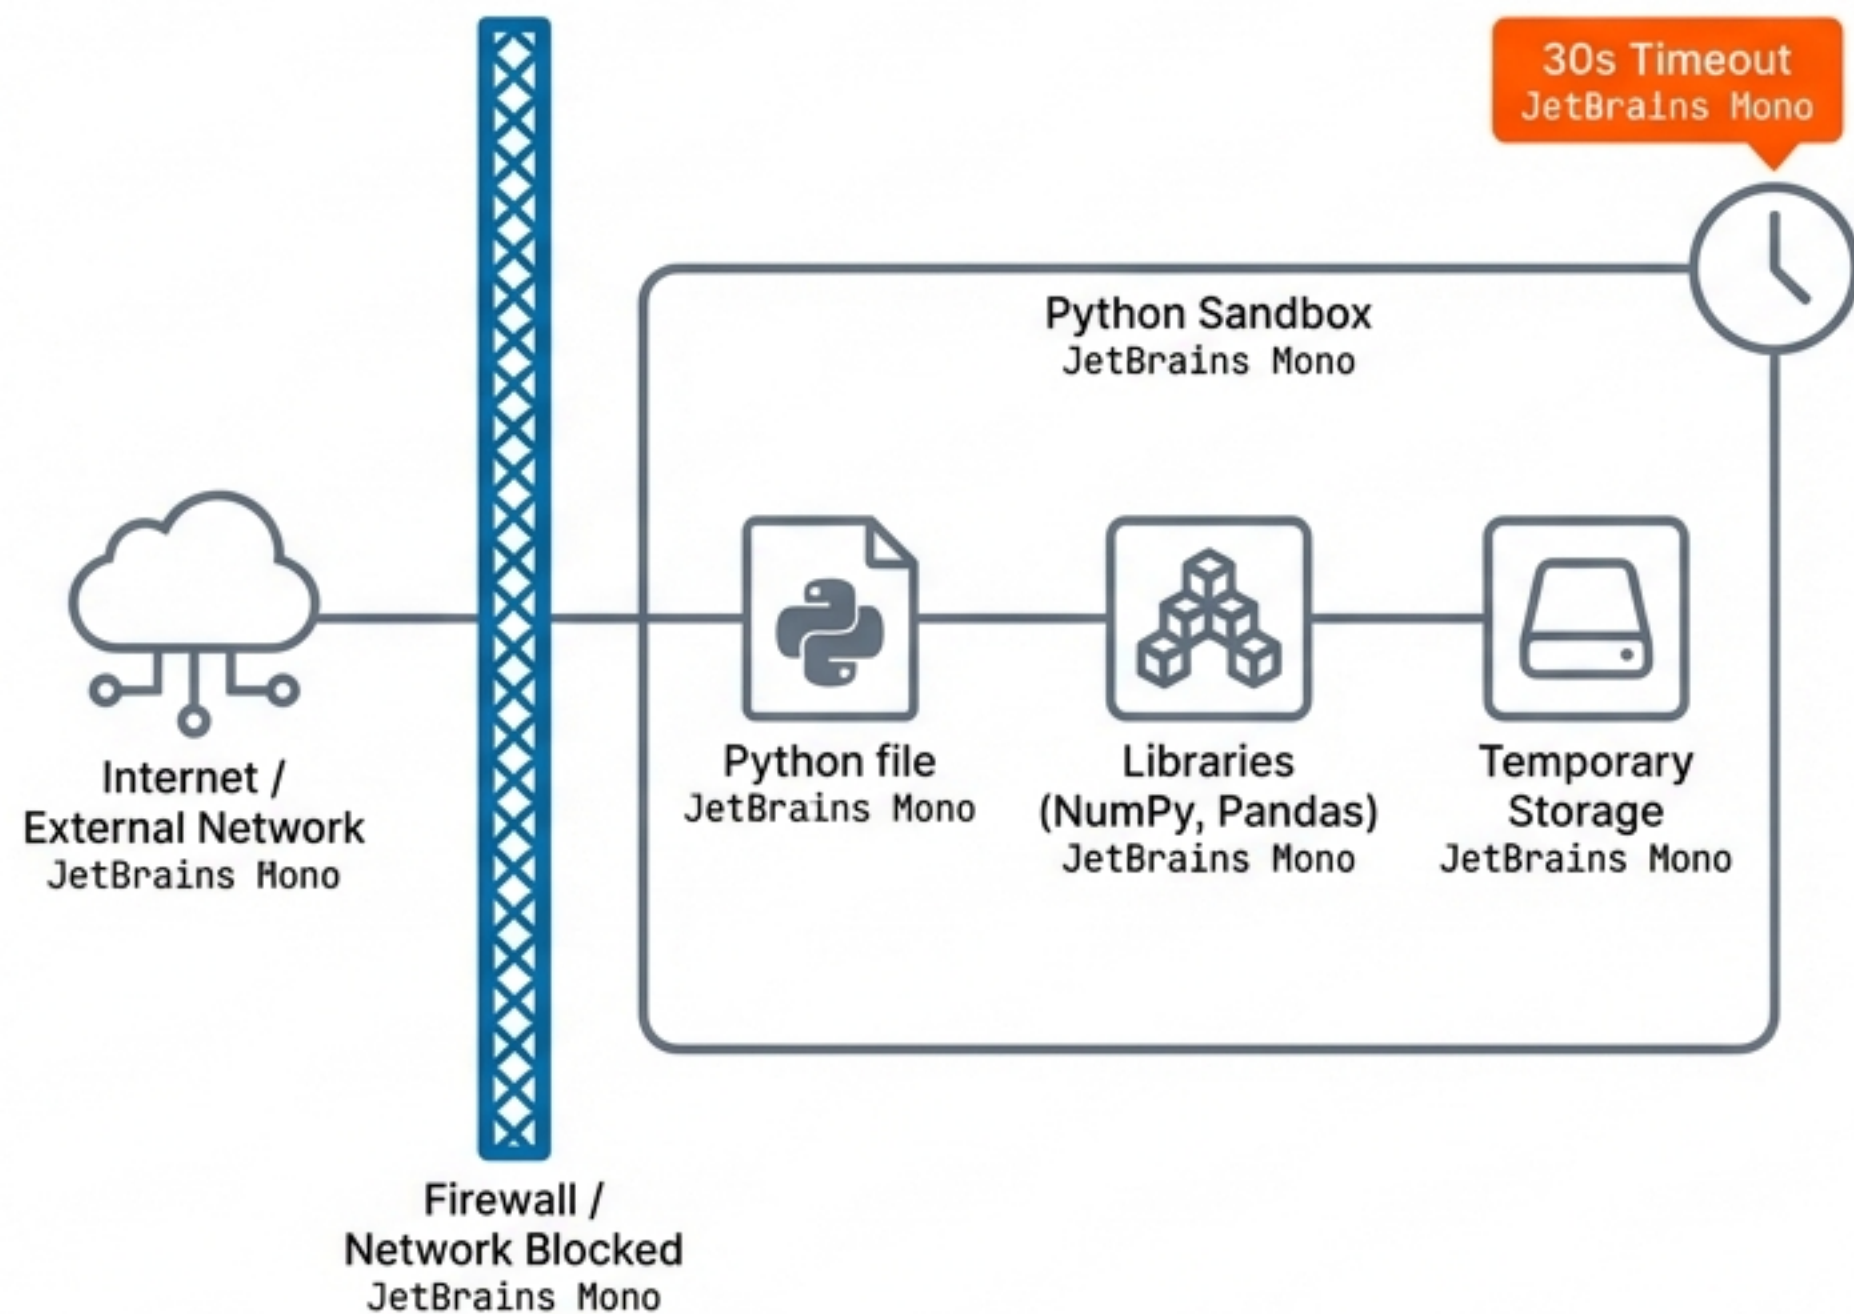 30s Timeout
JetBrains Mono
Python Sandbox
JetBrains Mono
Internet /
External Network
JetBrains Mono
Python file
JetBrains Mono
Libraries
(NumPy, Pandas)
JetBrains Mono
Temporary
Storage
JetBrains Mono
Firewall /
Network Blocked
JetBrains Mono